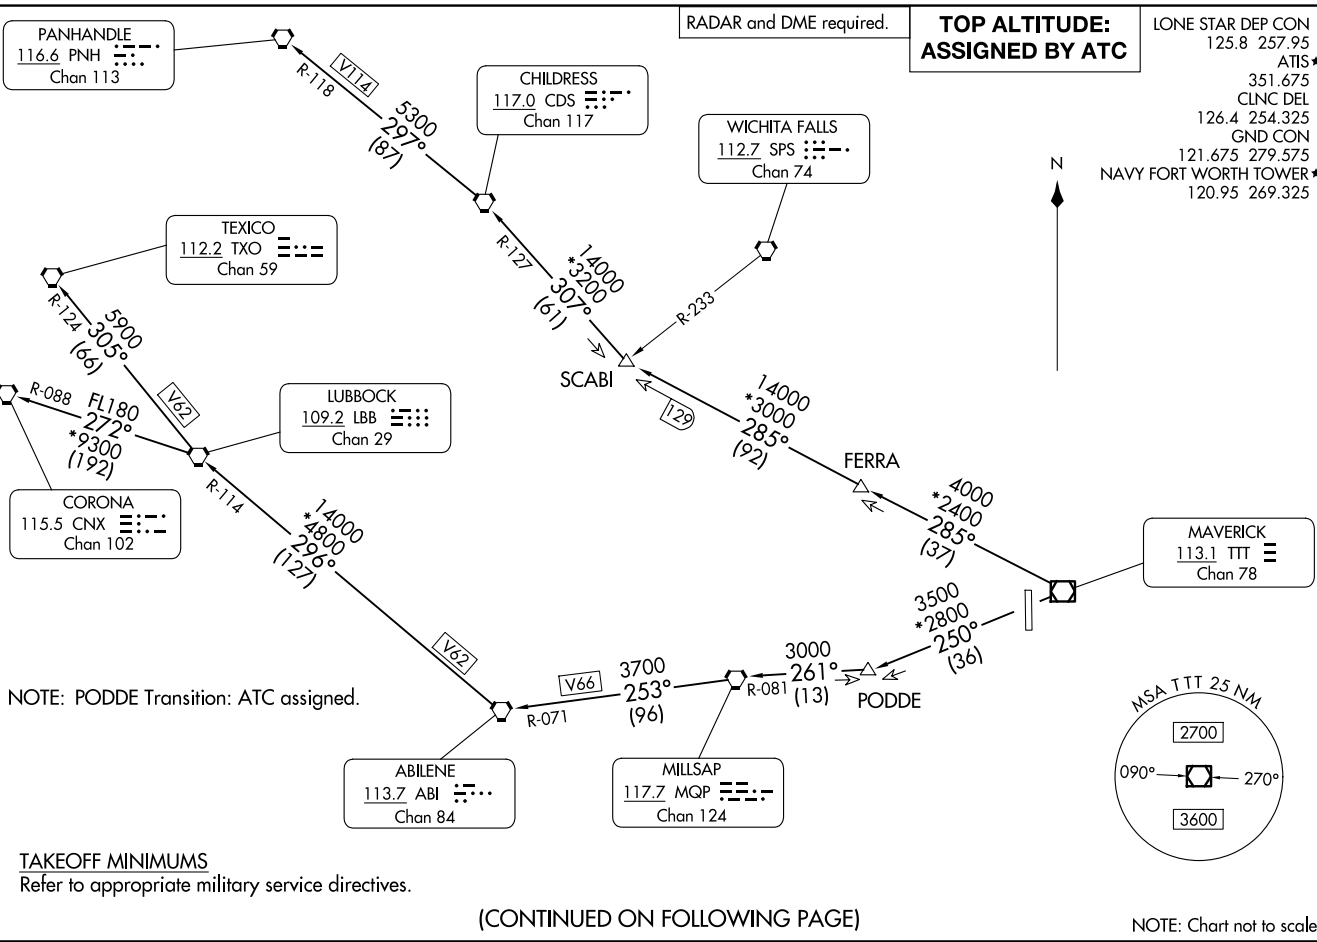 RADAR and DME required.
TOP ALTITUDE:
ASSIGNED BY ATC
LONE STAR DEP CON
125.8 257.95
ATIS★
351.675
CLNC DEL
126.4 254.325
GND CON
121.675 279.575
NAVY FORT WORTH TOWER★
120.95 269.325
PANHANDLE
116.6 PNH
Chan 113
R-118
V114
5300
297°
(87)
CHILDRESS
117.0 CDS
Chan 117
WICHITA FALLS
112.7 SPS
Chan 74
N
TEXICO
112.2 TXO
Chan 59
R-127
14000
*3200
307°
(61)
R-233
R-124
5900
305°
(66)
V62
SCABI
129
14000
*3000
285°
(92)
R-088
FL180
272°
*9300
(192)
LUBBOCK
109.2 LBB
Chan 29
FERRA
CORONA
115.5 CNX
Chan 102
R-114
14000
*4800
296°
(127)
4000
*2400
285°
(37)
MAVERICK
113.1 TTT
Chan 78
3500
*2800
250°
(36)
V62
V66
3700
253°
(96)
R-071
3000
261°
(13)
R-081
PODDE
NOTE: PODDE Transition: ATC assigned.
MSA TTT 25 NM
2700
090°
270°
3600
ABILENE
113.7 ABI
Chan 84
MILLSAP
117.7 MQP
Chan 124
TAKEOFF MINIMUMS
Refer to appropriate military service directives.
(CONTINUED ON FOLLOWING PAGE)
NOTE: Chart not to scale